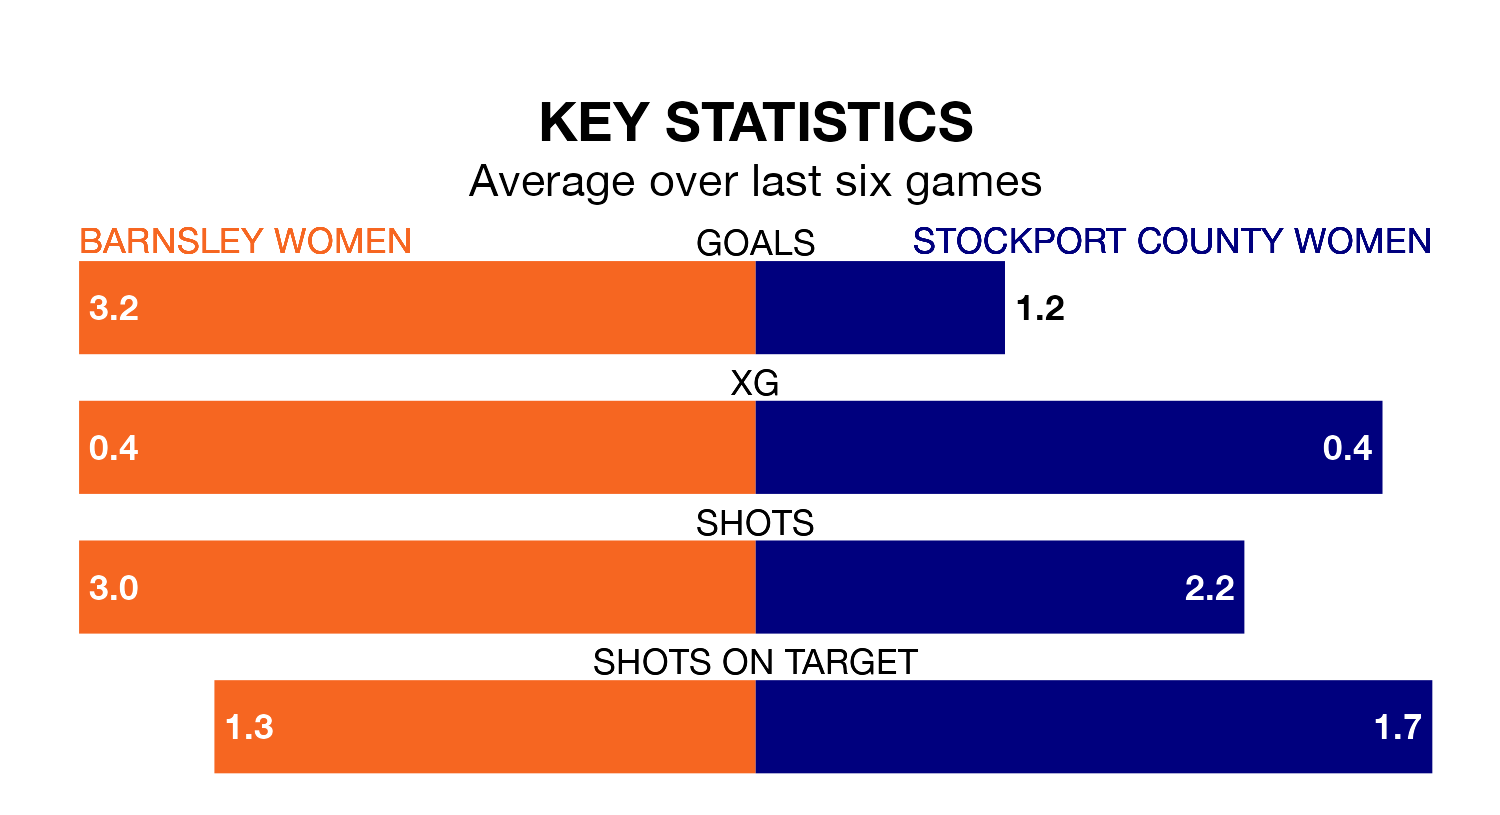 KEY STATISTICS
Average over last six games
BARNSLEY WOMEN GOALS STOCKPORT COUNTY WOMEN
3.2 1.2
XG
0.4 0.4
SHOTS
3.0 2.2
SHOTS ON TARGET
1.3 1.7